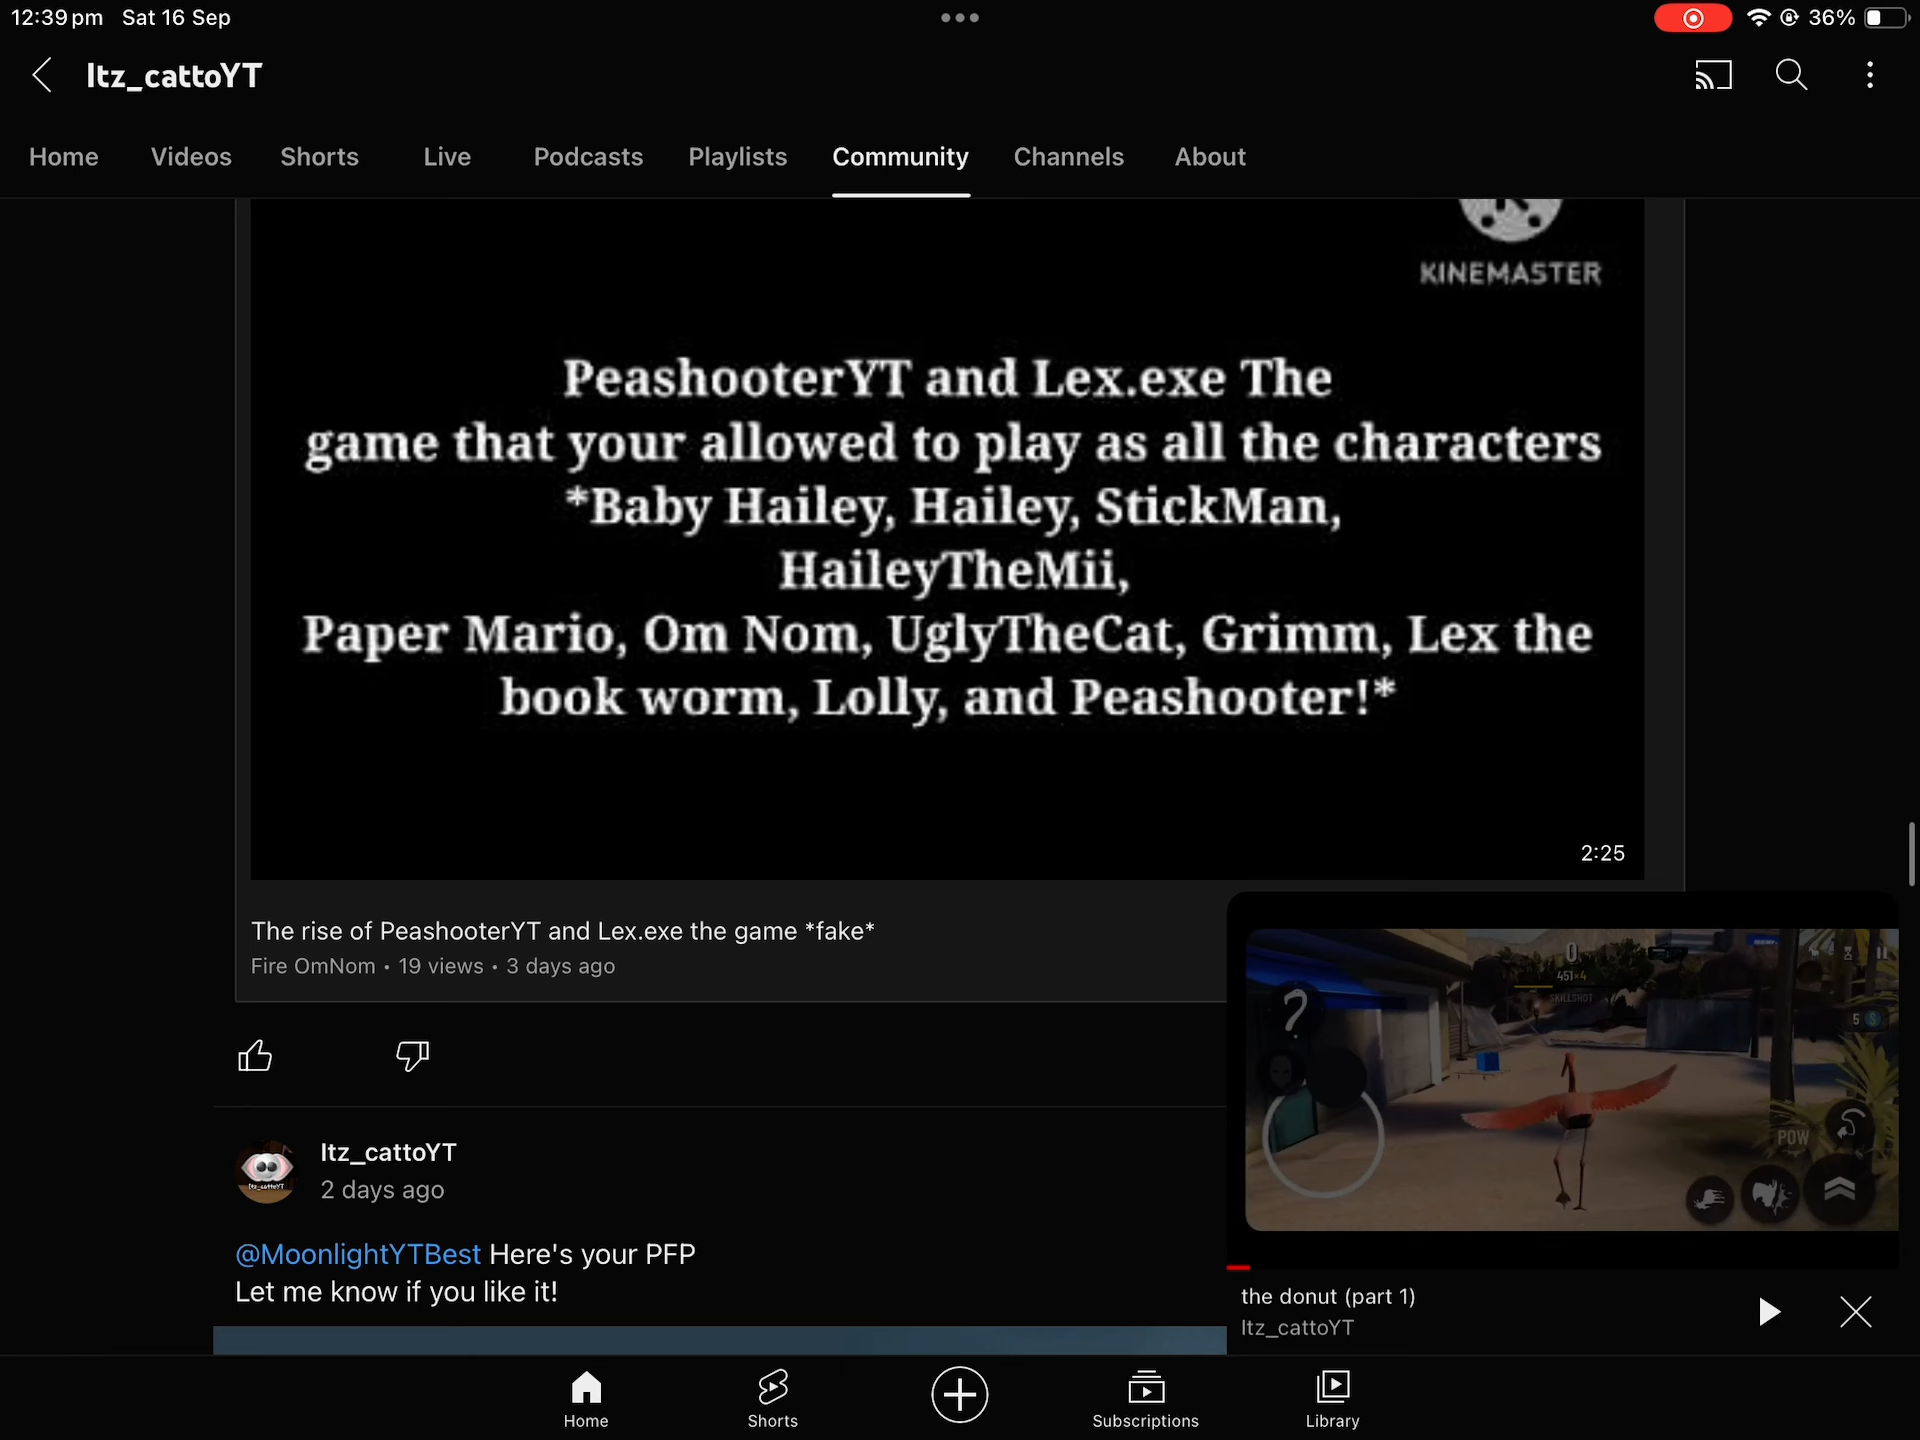 12:39 pm Sat 16 Sep
36%
Itz_cattoYT
Home Videos Shorts Live Podcasts Playlists Community Channels About
KINEMASTER
PeashooterYT and Lex.exe The
game that your allowed to play as all the characters
*Baby Hailey, Hailey, StickMan,
HaileyTheMii,
Paper Mario, Om Nom, UglyTheCat, Grimm, Lex the
book worm, Lolly, and Peashooter!*
2:25
The rise of PeashooterYT and Lex.exe the game *fake*
Fire OmNom • 19 views • 3 days ago
Itz_cattoYT
2 days ago
@MoonlightYTBest Here's your PFP
Let me know if you like it!
0
451×4
SKILLSHOT
5
?
POW
the donut (part 1)
Itz_cattoYT
Home Shorts Subscriptions Library